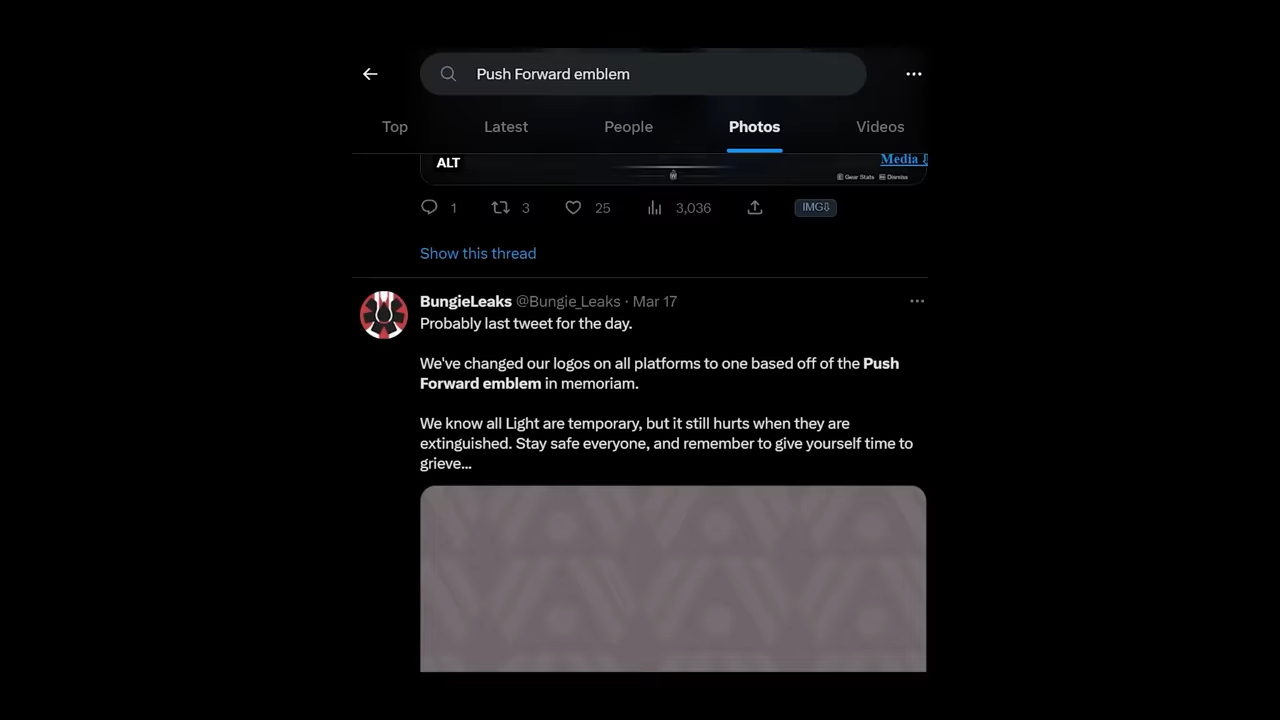 Push Forward emblem
Top Latest People Photos Videos
ALT
Media
Gear Stats Dismiss
1 3 25 3,036 IMG⇩
Show this thread
BungieLeaks @Bungie_Leaks · Mar 17
Probably last tweet for the day.
We've changed our logos on all platforms to one based off of the Push
Forward emblem in memoriam.
We know all Light are temporary, but it still hurts when they are
extinguished. Stay safe everyone, and remember to give yourself time to
grieve...